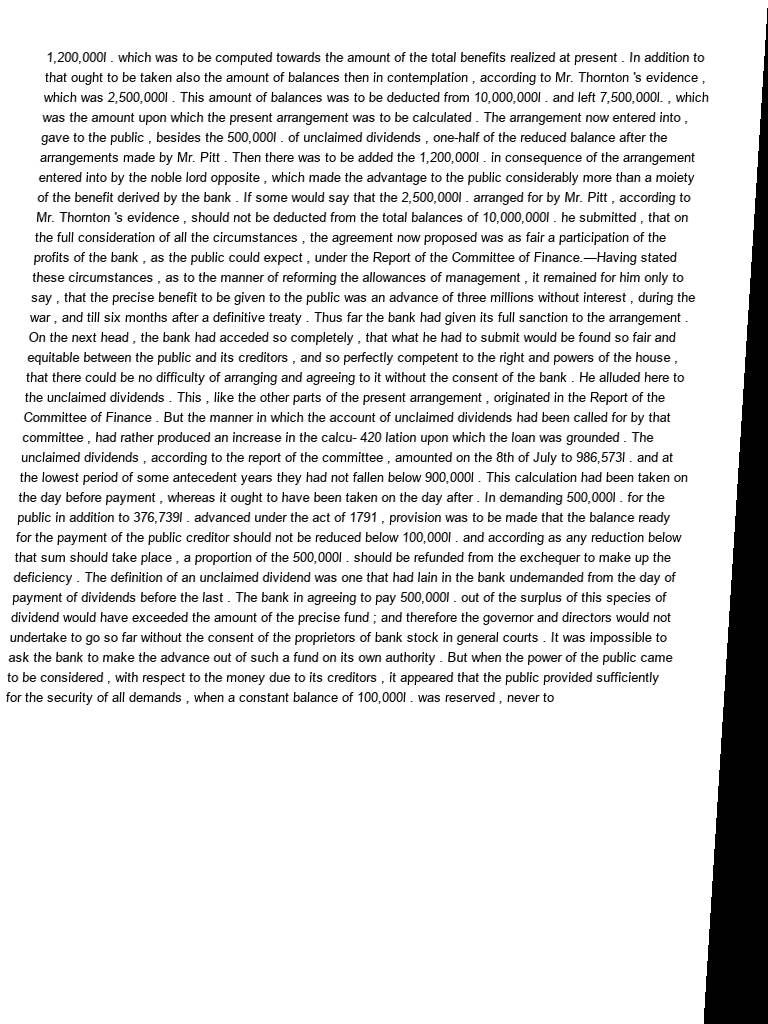 1,200,000l . which was to be computed towards the amount of the total benefits realized at present . In addition to
that ought to be taken also the amount of balances then in contemplation , according to Mr. Thornton 's evidence ,
which was 2,500,000l . This amount of balances was to be deducted from 10,000,000l . and left 7,500,000l. , which
was the amount upon which the present arrangement was to be calculated . The arrangement now entered into ,
gave to the public , besides the 500,000l . of unclaimed dividends , one-half of the reduced balance after the
arrangements made by Mr. Pitt . Then there was to be added the 1,200,000l . in consequence of the arrangement
entered into by the noble lord opposite , which made the advantage to the public considerably more than a moiety
of the benefit derived by the bank . If some would say that the 2,500,000l . arranged for by Mr. Pitt , according to
Mr. Thornton 's evidence , should not be deducted from the total balances of 10,000,000l . he submitted , that on
the full consideration of all the circumstances , the agreement now proposed was as fair a participation of the
profits of the bank , as the public could expect , under the Report of the Committee of Finance.—Having stated
these circumstances , as to the manner of reforming the allowances of management , it remained for him only to
say , that the precise benefit to be given to the public was an advance of three millions without interest , during the
war , and till six months after a definitive treaty . Thus far the bank had given its full sanction to the arrangement .
On the next head , the bank had acceded so completely , that what he had to submit would be found so fair and
equitable between the public and its creditors , and so perfectly competent to the right and powers of the house ,
that there could be no difficulty of arranging and agreeing to it without the consent of the bank . He alluded here to
the unclaimed dividends . This , like the other parts of the present arrangement , originated in the Report of the
Committee of Finance . But the manner in which the account of unclaimed dividends had been called for by that
committee , had rather produced an increase in the calcu- 420 lation upon which the loan was grounded . The
unclaimed dividends , according to the report of the committee , amounted on the 8th of July to 986,573l . and at
the lowest period of some antecedent years they had not fallen below 900,000l . This calculation had been taken on
the day before payment , whereas it ought to have been taken on the day after . In demanding 500,000l . for the
public in addition to 376,739l . advanced under the act of 1791 , provision was to be made that the balance ready
for the payment of the public creditor should not be reduced below 100,000l . and according as any reduction below
that sum should take place , a proportion of the 500,000l . should be refunded from the exchequer to make up the
deficiency . The definition of an unclaimed dividend was one that had lain in the bank undemanded from the day of
payment of dividends before the last . The bank in agreeing to pay 500,000l . out of the surplus of this species of
dividend would have exceeded the amount of the precise fund ; and therefore the governor and directors would not
undertake to go so far without the consent of the proprietors of bank stock in general courts . It was impossible to
ask the bank to make the advance out of such a fund on its own authority . But when the power of the public came
to be considered , with respect to the money due to its creditors , it appeared that the public provided sufficiently
for the security of all demands , when a constant balance of 100,000l . was reserved , never to